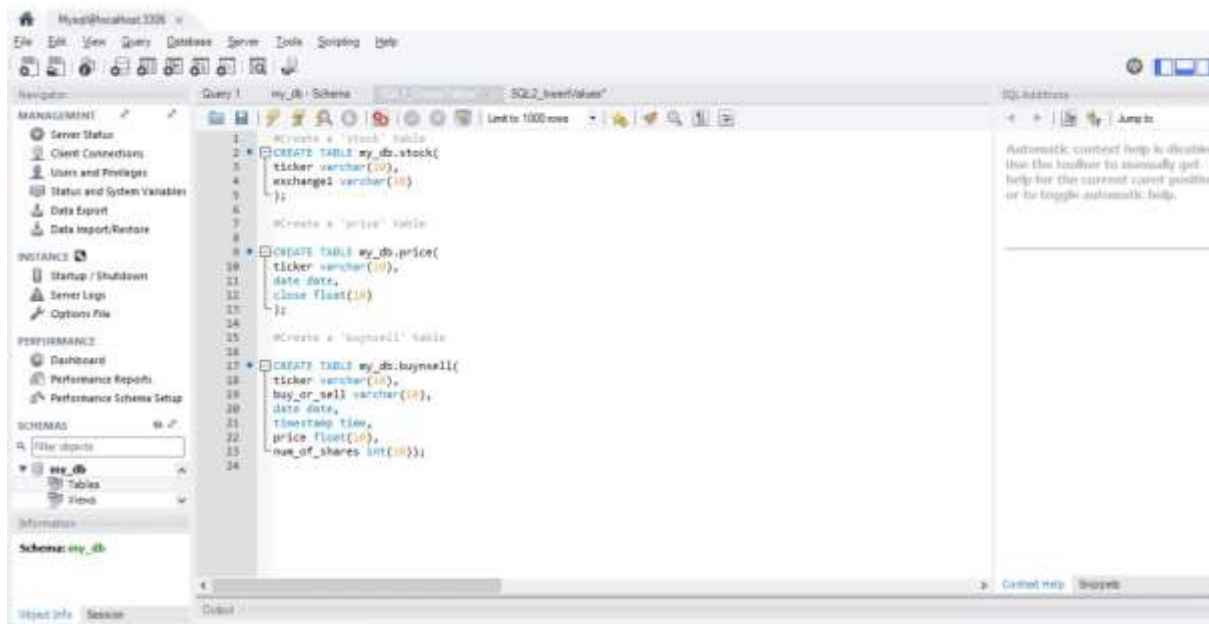 Mysql@localhost:3306 ×
File Edit View Query Database Server Tools Scripting Help
Navigator
Query 1 my_db - Schema SQL2_InsertValues*
SQL Additions
MANAGEMENT
Server Status
Client Connections
Users and Privileges
Status and System Variables
Data Export
Data Import/Restore
INSTANCE
Startup / Shutdown
Server Logs
Options File
PERFORMANCE
Dashboard
Performance Reports
Performance Schema Setup
SCHEMAS
Filter objects
my_db
Tables
Views
Information
Schema: my_db
Object Info Session
Limit to 1000 rows
1 #Create a 'stock' table
2 CREATE TABLE my_db.stock(
3 ticker varchar(10),
4 exchange1 varchar(10)
5 );
6
7 #Create a 'price' table
8
9 CREATE TABLE my_db.price(
10 ticker varchar(10),
11 date date,
12 close float(10)
13 );
14
15 #Create a 'buynsell' table
16
17 CREATE TABLE my_db.buynsell(
18 ticker varchar(10),
19 buy_or_sell varchar(10),
20 date date,
21 timestamp time,
22 price float(10),
23 num_of_shares int(10));
24
Output
Jump to
Automatic context help is disabled.
Use the toolbar to manually get
help for the current caret position
or to toggle automatic help.
Context Help Snippets